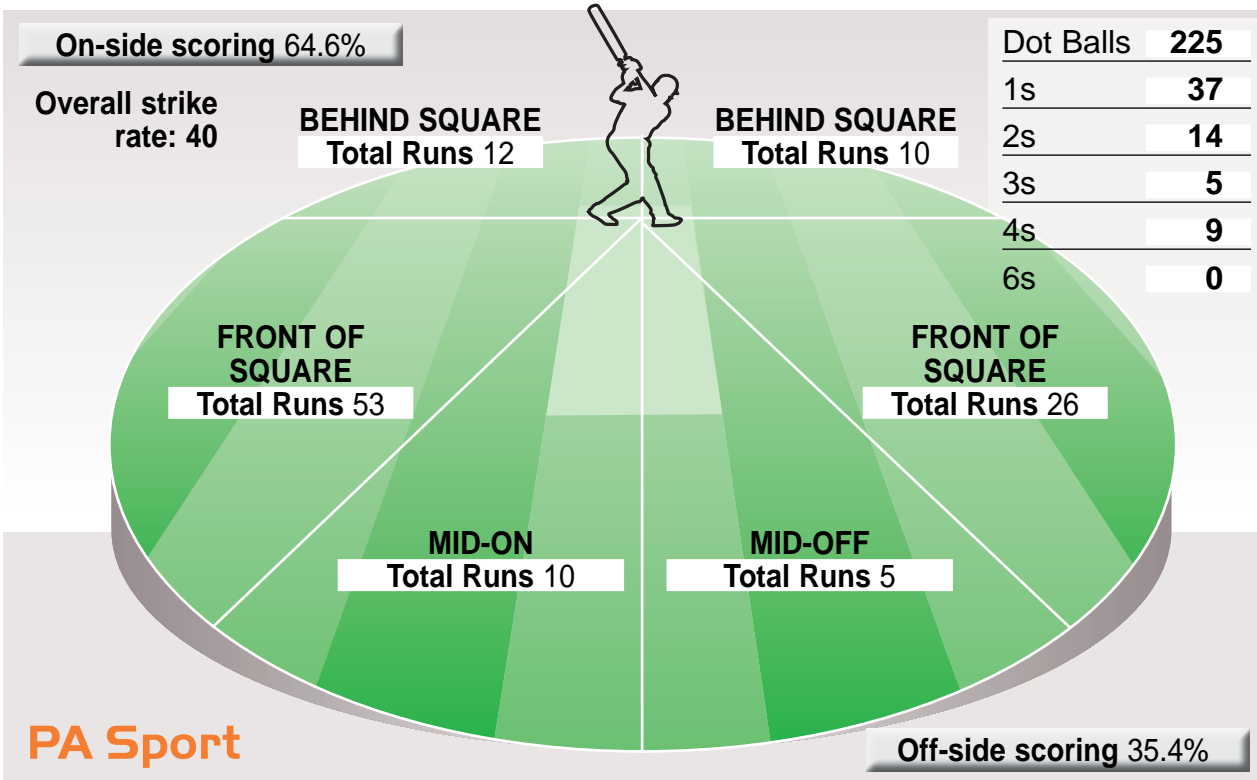 On-side scoring 64.6%
Overall strike
rate: 40
BEHIND SQUARE
Total Runs 12
BEHIND SQUARE
Total Runs 10
Dot Balls 225
1s 37
2s 14
3s 5
4s 9
6s 0
FRONT OF
SQUARE
Total Runs 53
FRONT OF
SQUARE
Total Runs 26
MID-ON
Total Runs 10
MID-OFF
Total Runs 5
PA Sport
Off-side scoring 35.4%